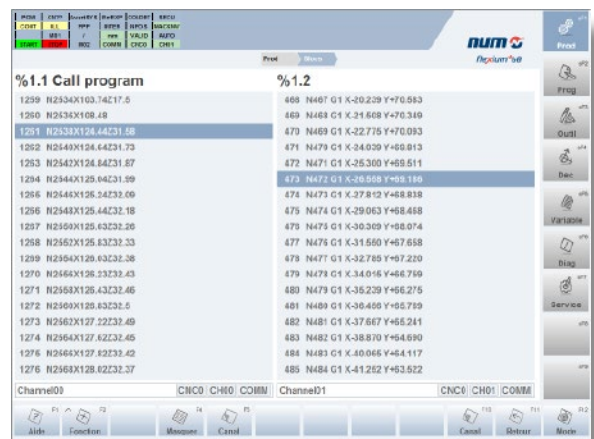 CONT
START
M02
COMM
CNC0
CH01
VALID
AUTO
num
flexium+ 68
Prod
%1.1 Call program
%1.2
1259 N2534X103.74Z17.5
1260 N2536X108.48
1261 N2538X124.44Z31.58
1262 N2540X124.64Z31.73
1263 N2542X124.84Z31.87
1264 N2544X125.04Z31.99
1265 N2546X125.24Z32.09
1266 N2548X125.44Z32.18
1267 N2550X125.63Z32.26
1268 N2552X125.83Z32.33
1269 N2554X126.03Z32.38
1270 N2556X126.23Z32.43
1271 N2558X126.43Z32.46
1272 N2560X126.83Z32.5
1273 N2562X127.22Z32.49
1274 N2564X127.62Z32.45
1275 N2566X127.82Z32.42
1276 N2568X128.02Z32.37
468 N467 G1 X-20.239 Y+70.583
469 N468 G1 X-21.508 Y+70.349
470 N469 G1 X-22.775 Y+70.093
471 N470 G1 X-24.039 Y+69.813
472 N471 G1 X-25.300 Y+69.511
473 N472 G1 X-26.558 Y+69.186
474 N473 G1 X-27.812 Y+68.838
475 N474 G1 X-29.063 Y+68.468
476 N475 G1 X-30.309 Y+68.074
477 N476 G1 X-31.550 Y+67.658
478 N477 G1 X-32.785 Y+67.220
479 N478 G1 X-34.015 Y+66.759
480 N479 G1 X-35.239 Y+66.275
481 N480 G1 X-36.456 Y+65.769
482 N481 G1 X-37.667 Y+65.241
483 N482 G1 X-38.870 Y+64.690
484 N483 G1 X-40.065 Y+64.117
485 N484 G1 X-41.252 Y+63.522
Channel00 CNC0 CH00 COMM
Channel01 CNC0 CH01 COMM
Prod
Prog
Outil
Dec
Variable
Diag
Service
Aide
Fonction
Masquer
Canal
Canal
Retour
Mode